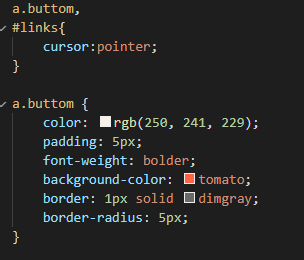 a.buttom,
#links{
    cursor:pointer;
}

a.buttom {
    color: rgb(250, 241, 229);
    padding: 5px;
    font-weight: bolder;
    background-color: tomato;
    border: 1px solid dimgray;
    border-radius: 5px;
}